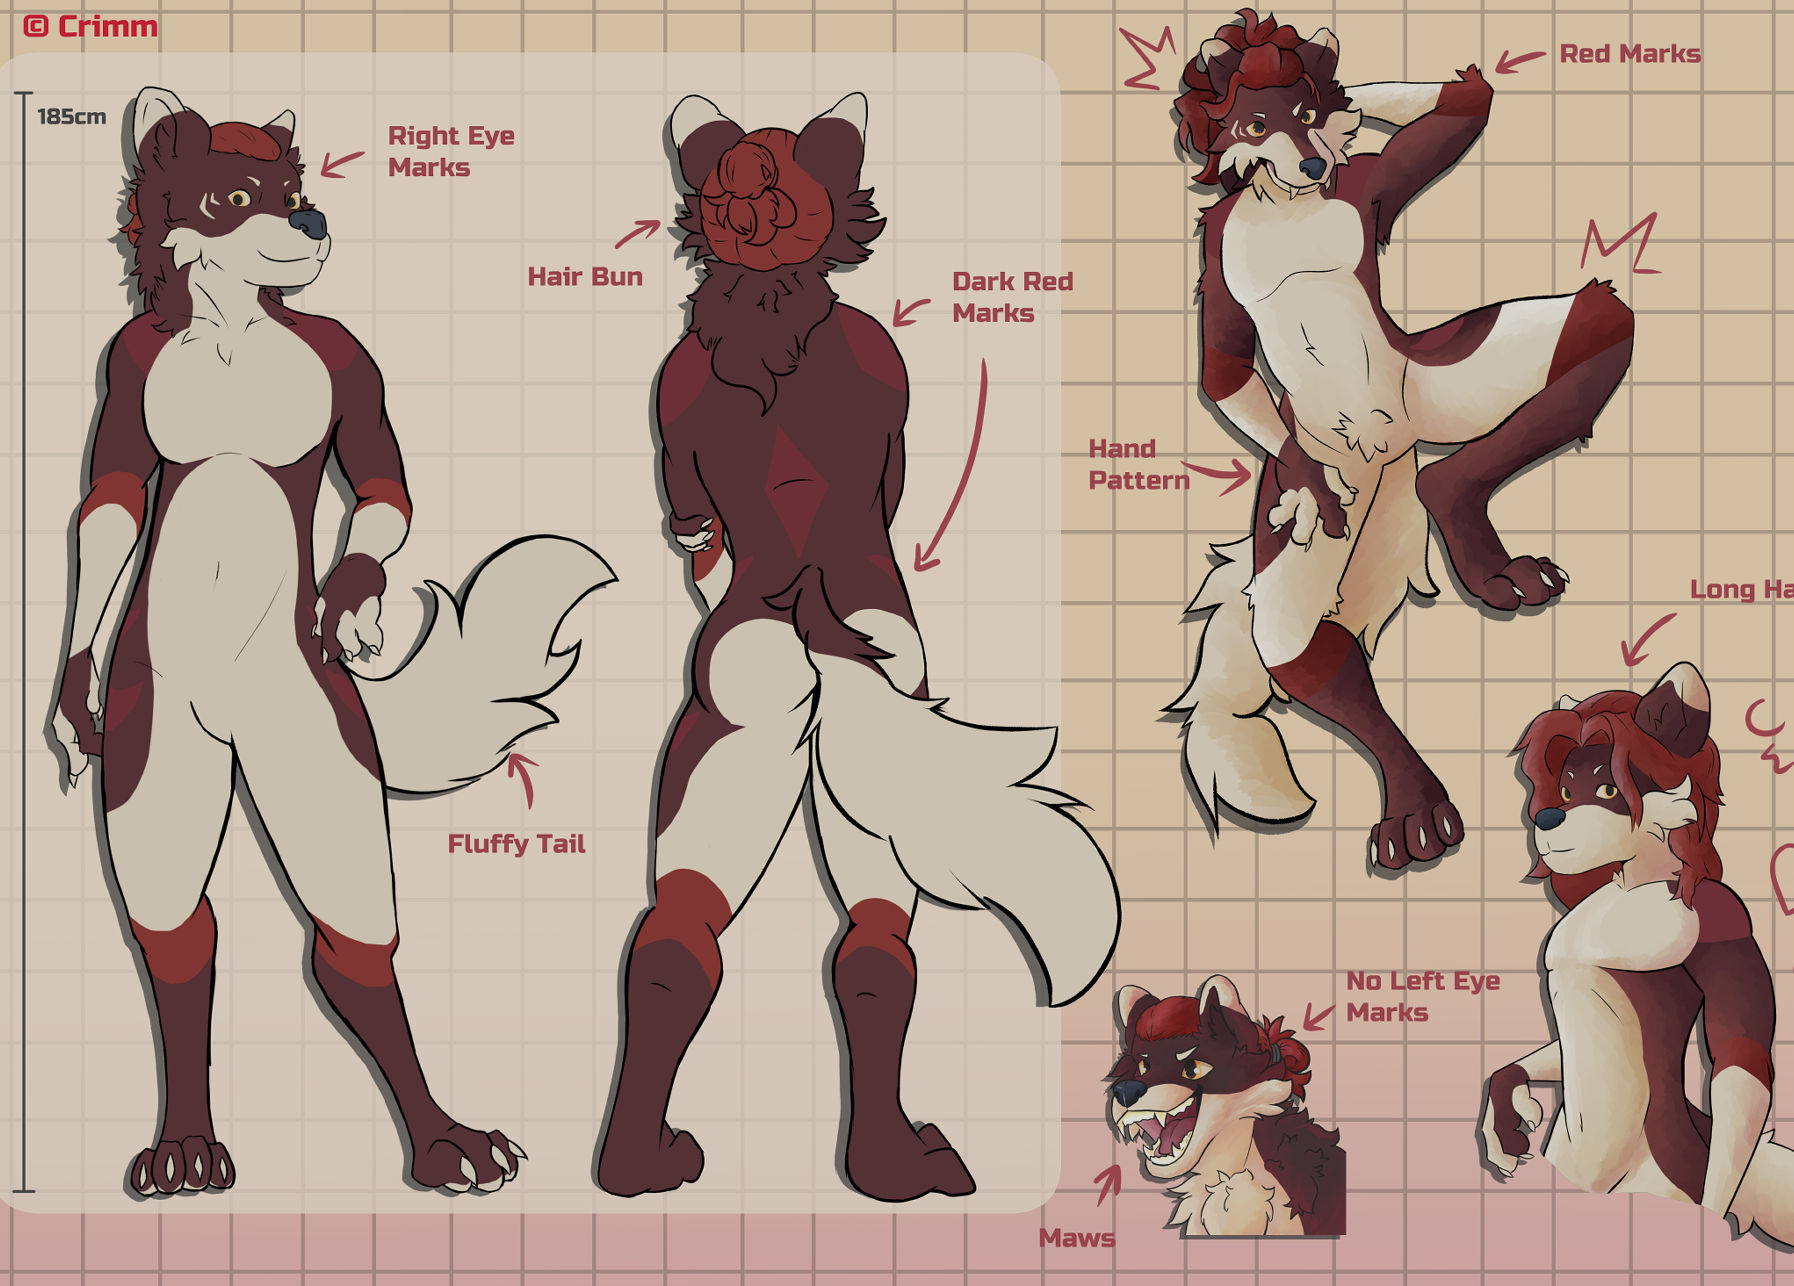 © Crimm
185cm
Right Eye
Marks
Hair Bun
Dark Red
Marks
Fluffy Tail
Red Marks
Hand
Pattern
Long Ha
No Left Eye
Marks
Maws